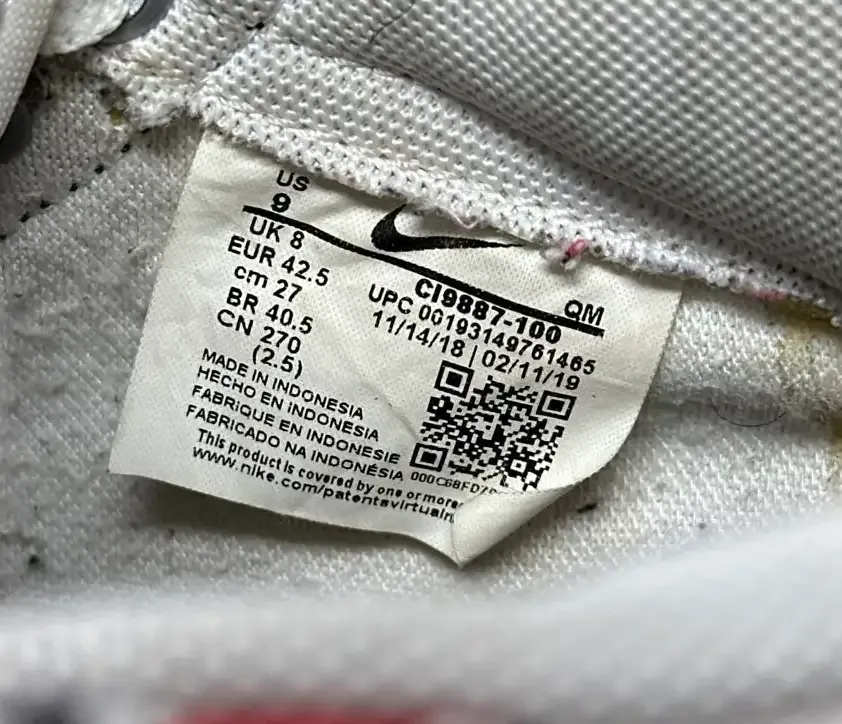 US
9
UK 8
EUR 42.5
cm 27
BR 40.5
CN 270
(2.5)
CI9887-100 QM
UPC 00193149761465
11/14/18 | 02/11/19
MADE IN INDONESIA
HECHO EN INDONESIA
FABRIQUE EN INDONESIE
FABRICADO NA INDONÉSIA
000C6BFD7
This product is covered by one or more
www.nike.com/patents